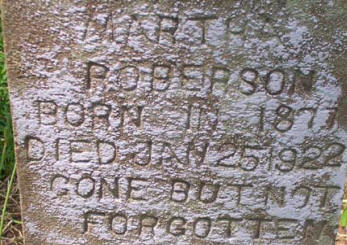 MARTHA
ROBERSON
BORN IN 1877
DIED JAN 25 1922
GONE BUT NOT
FORGOTTEN